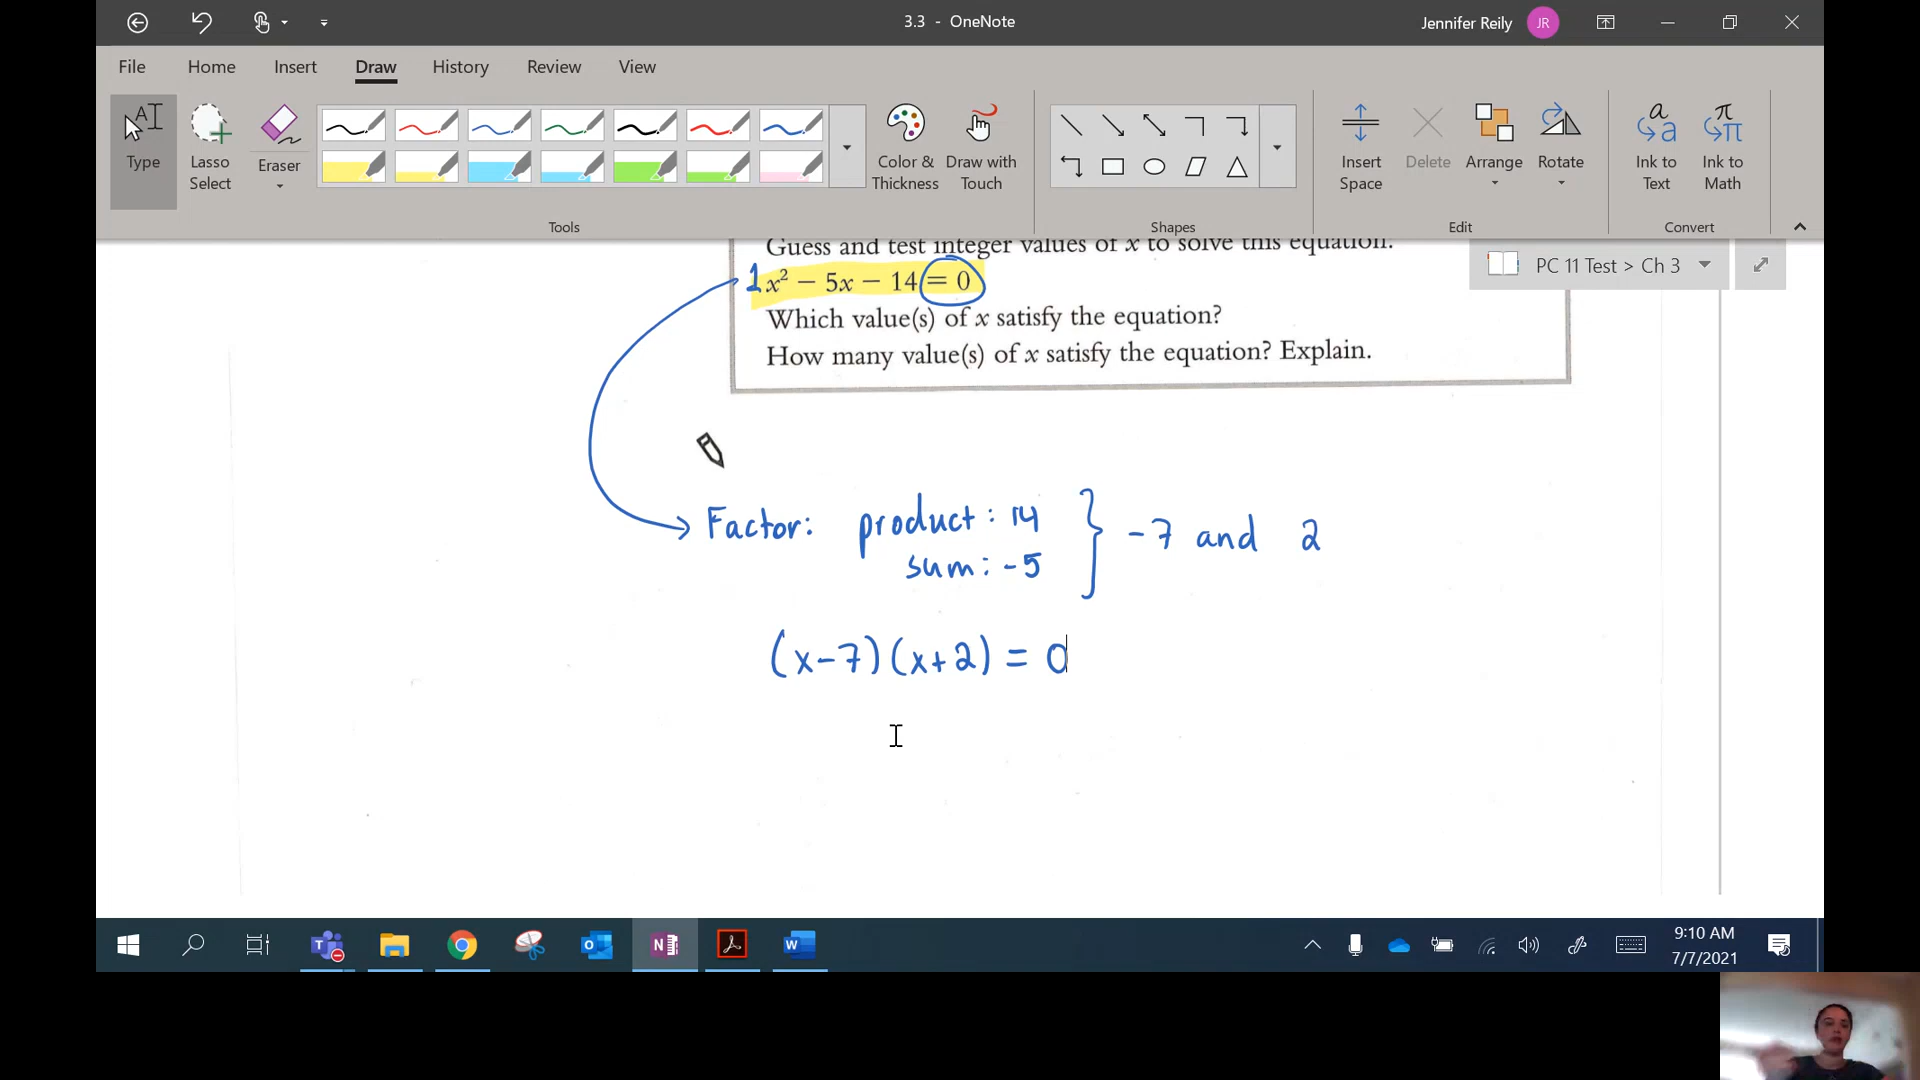 3.3 - OneNote
Jennifer Reily JR
File Home Insert Draw History Review View
Type
Lasso Select
Eraser
Color & Thickness
Draw with Touch
Insert Space
Delete
Arrange
Rotate
Ink to Text
Ink to Math
Tools Shapes Edit Convert
Guess and test integer values of x to solve this equation.
PC 11 Test > Ch 3
1x² − 5x − 14 = 0
Which value(s) of x satisfy the equation?
How many value(s) of x satisfy the equation? Explain.
Factor: product: 14 } -7 and 2
sum: -5
(x-7)(x+2) = 0
9:10 AM
7/7/2021